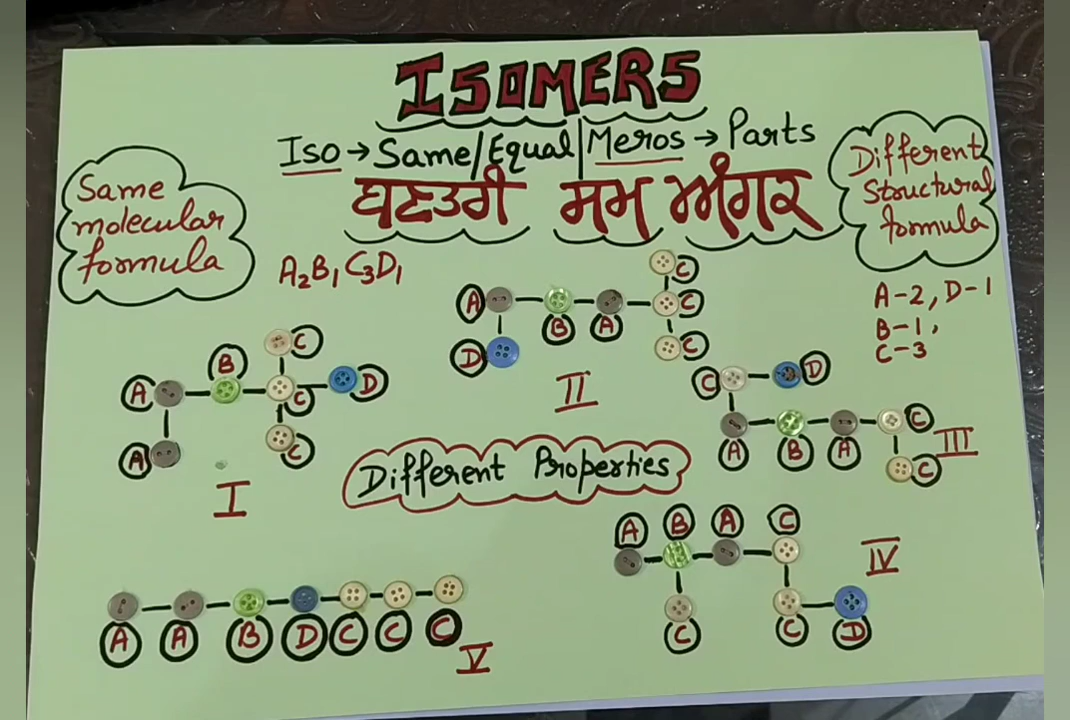 ISOMERS
Iso → Same/Equal | Meros → Parts
ਬਣਤਰੀ ਸਮ ਅੰਗਕ
Same
molecular
formula
Different
Structural
formula
A₂B₁C₃D₁
A-2, D-1
B-1,
C-3
A B C C C D
A
I
A B A C C C
D
II
C D
A B A C
C
III
Different Properties
A B A C
C C D
IV
A A B D C C C
V